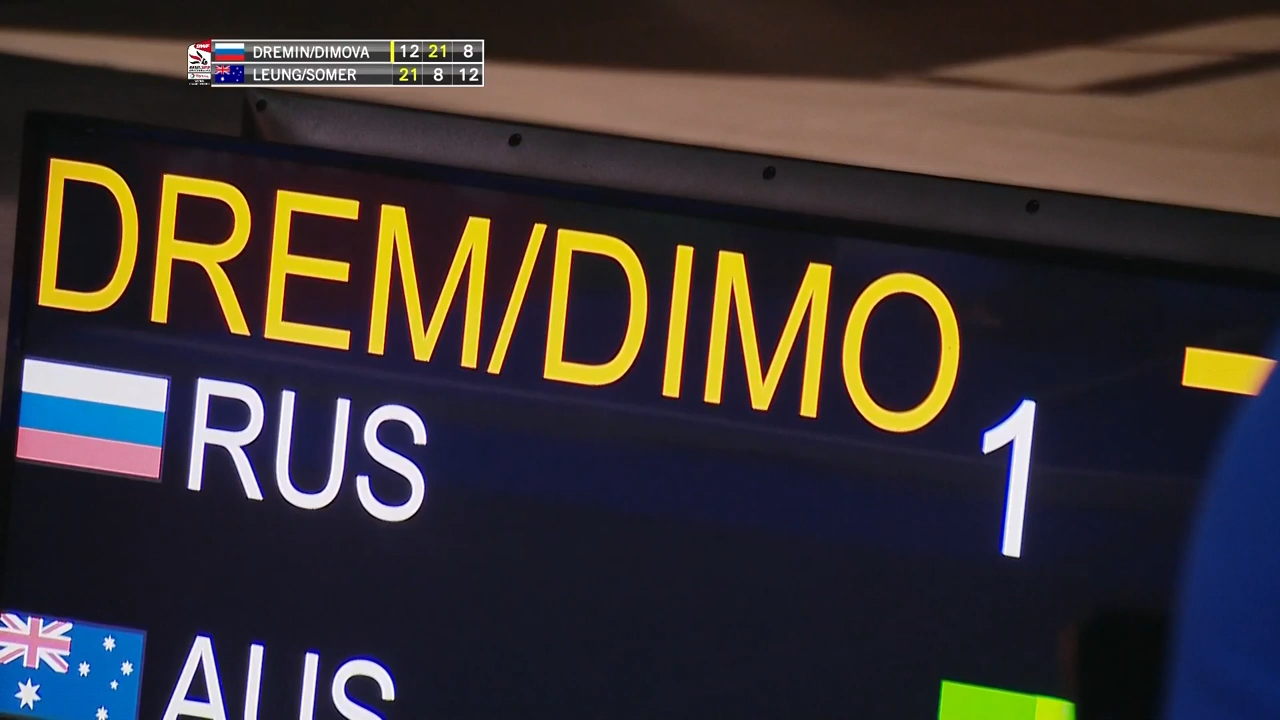 DREMIN/DIMOVA 12 21 8
LEUNG/SOMER 21 8 12
DREM/DIMO
RUS 1
AUS